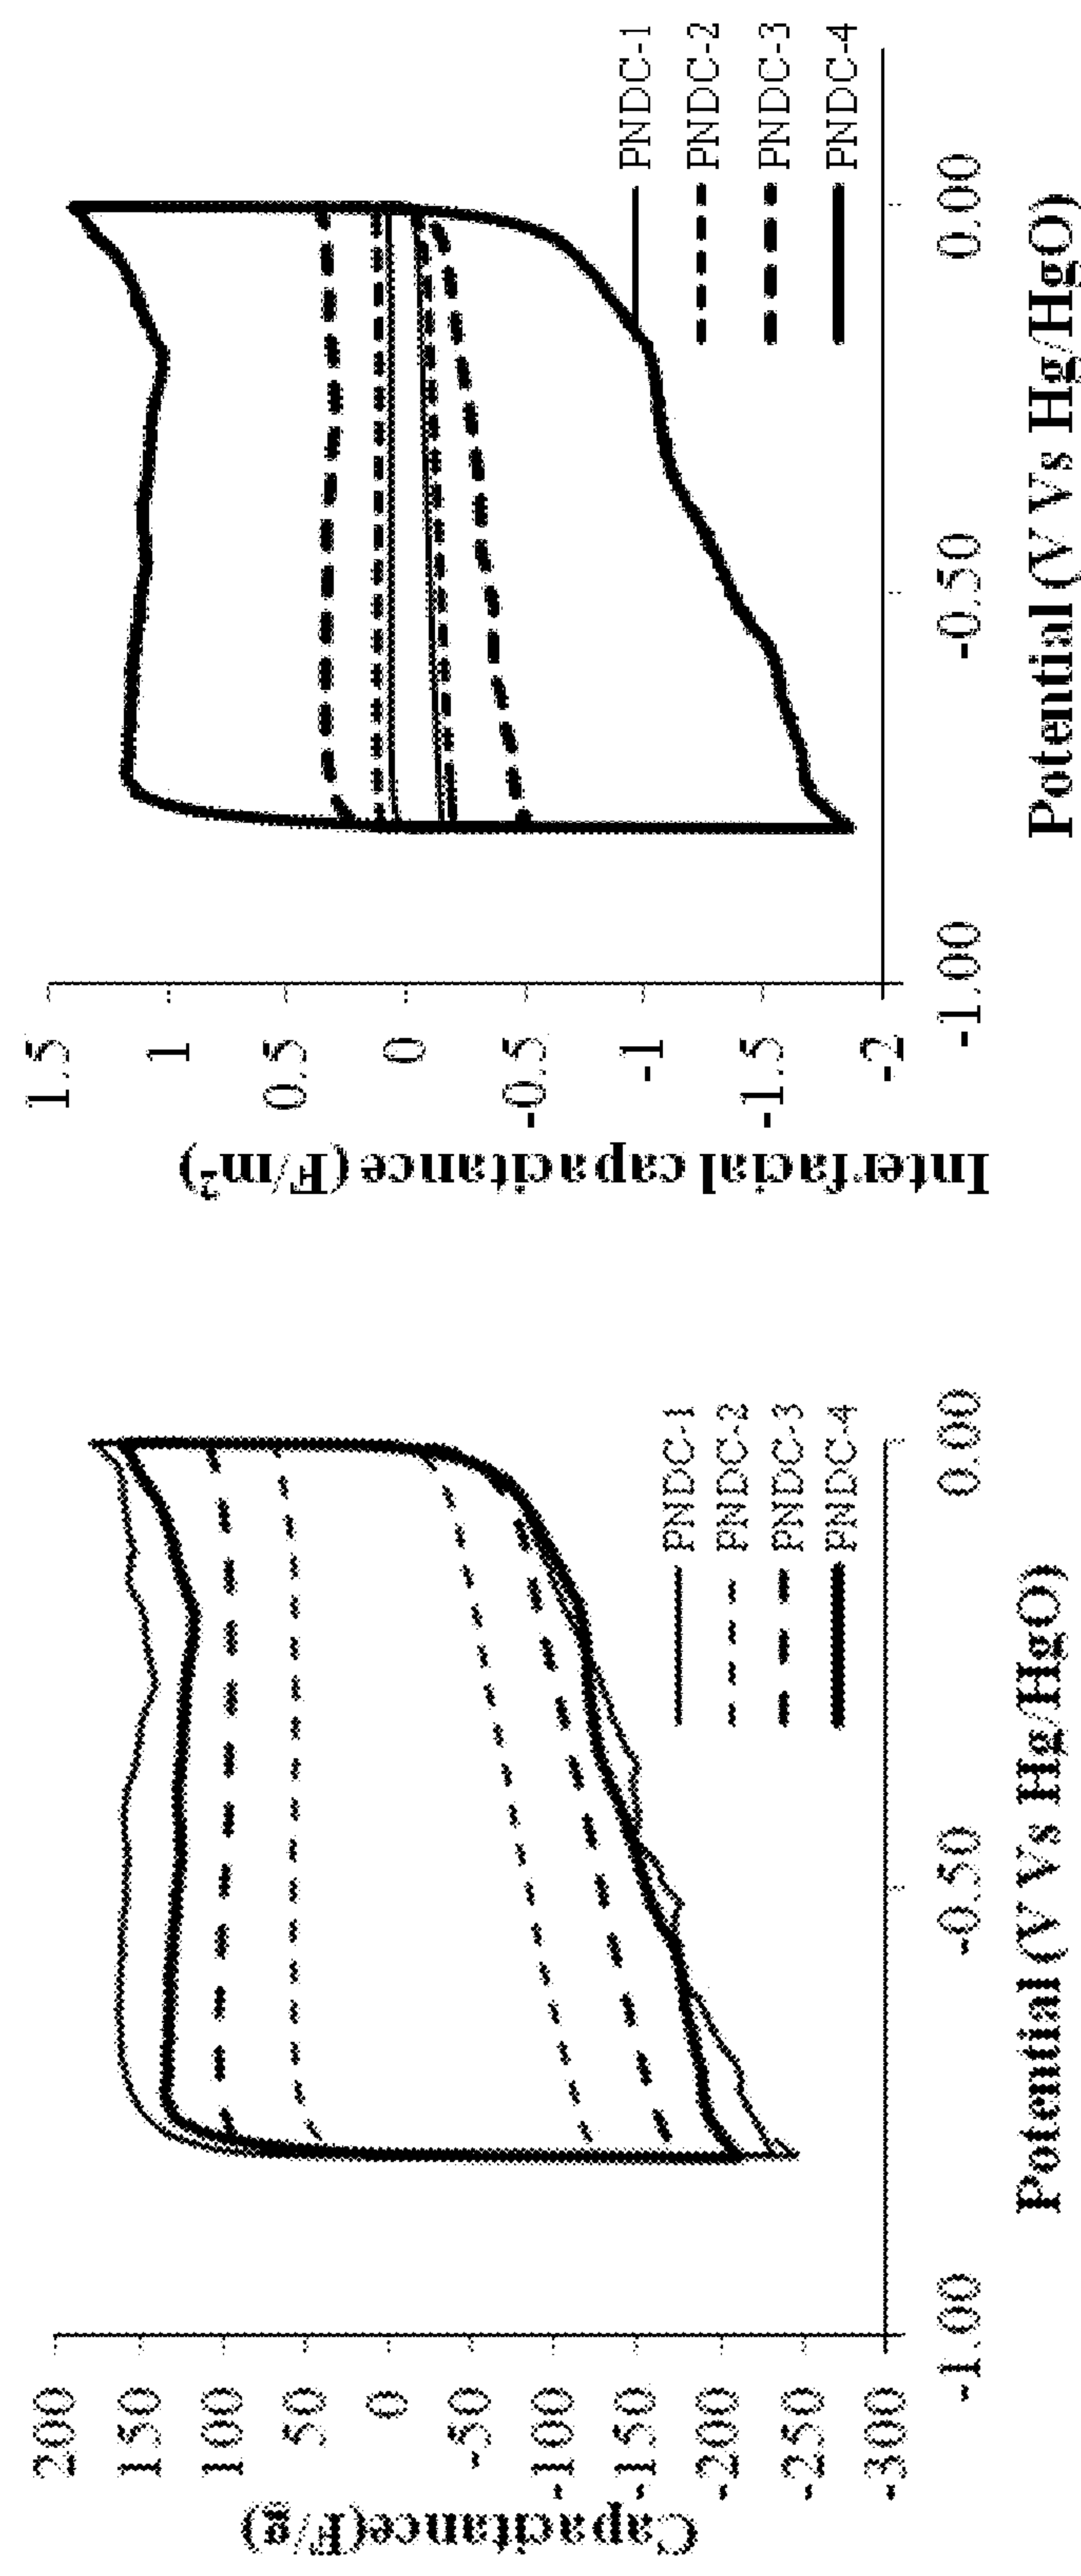 Capacitance(F/g)
200
150
100
50
0
-50
-100
-150
-200
-250
-300
-1.00
-0.50
0.00
Potential (V Vs Hg/HgO)
PNDC-1
PNDC-2
PNDC-3
PNDC-4
Interfacial capacitance (F/m²)
1.5
1
0.5
0
-0.5
-1
-1.5
-2
-1.00
-0.50
0.00
Potential (V Vs Hg/HgO)
PNDC-1
PNDC-2
PNDC-3
PNDC-4